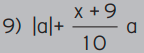 9) |a|+ x + 9
10 a